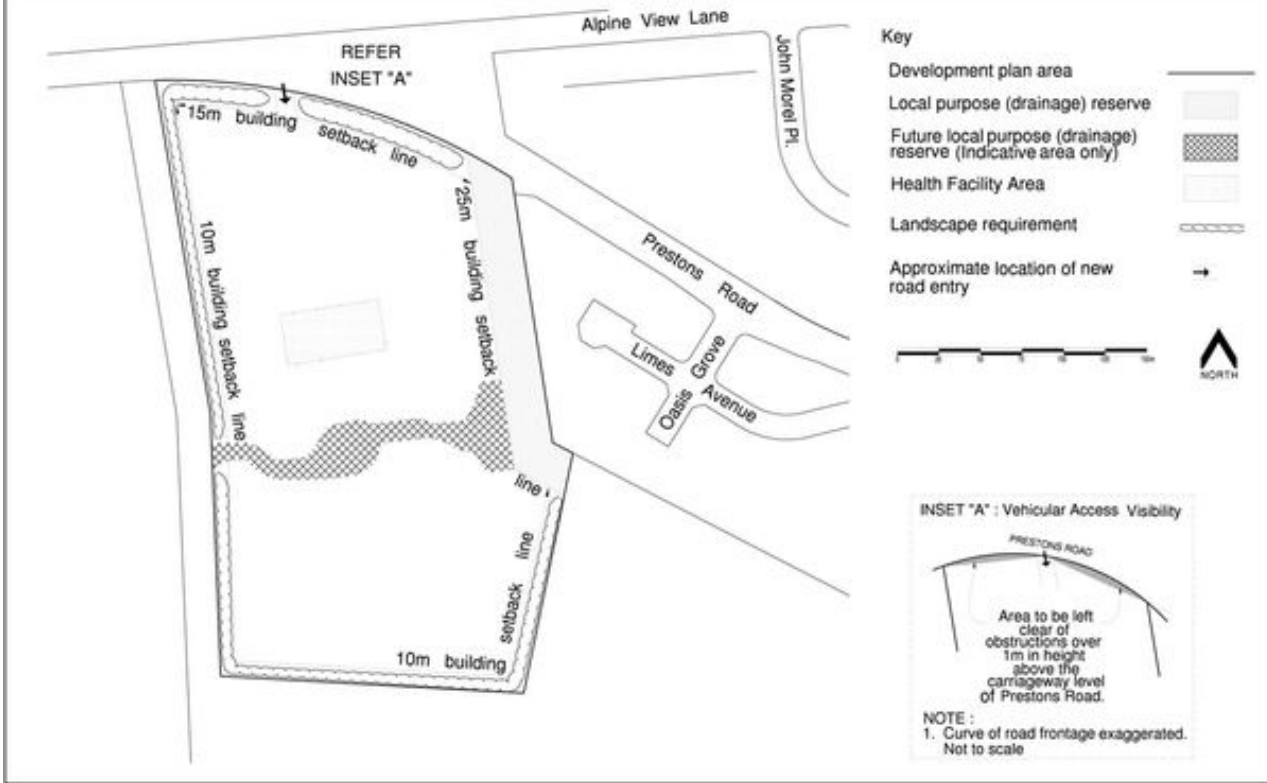 Alpine View Lane
John Morel Pl.
REFER
INSET "A"
15m building setback line
25m building setback line
10m building setback line
10m building setback line
Prestons Road
Limes Avenue
Oasis Grove
Key
Development plan area
Local purpose (drainage) reserve
Future local purpose (drainage)
reserve (Indicative area only)
Health Facility Area
Landscape requirement
Approximate location of new
road entry
NORTH
INSET "A" : Vehicular Access Visibility
PRESTONS ROAD
Area to be left
clear of
obstructions over
1m in height
above the
carriageway level
of Prestons Road.
NOTE :
1. Curve of road frontage exaggerated.
Not to scale